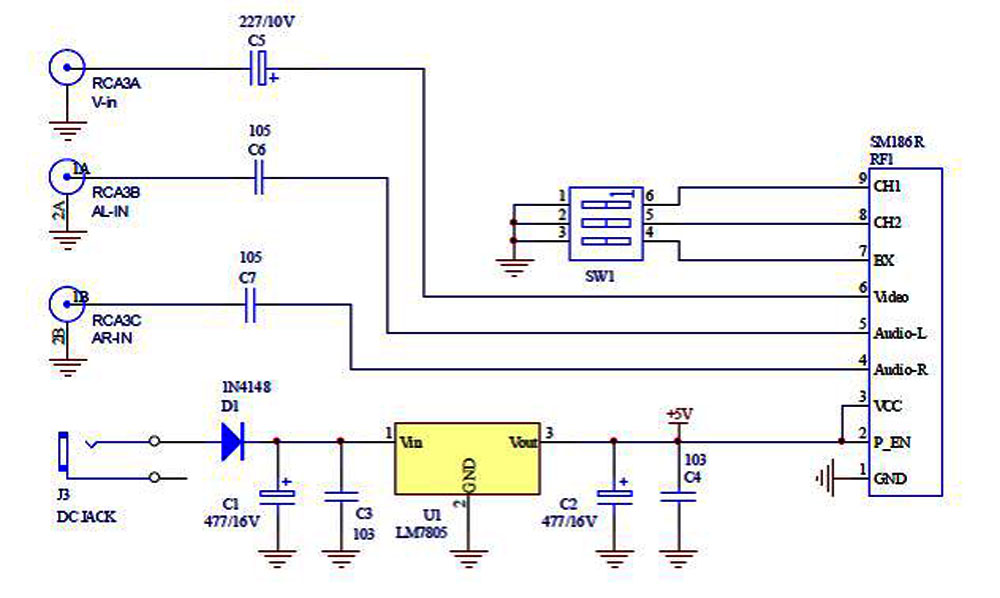 227/10V
C5
+
RCA3A
V-in
105
C6
1A
RCA3B
AL-IN
2A
105
C7
1B
RCA3C
AR-IN
2B
SM186R
RF1
9 CH1
8 CH2
7 BX
6 Video
5 Audio-L
4 Audio-R
3 VCC
2 P_EN
1 GND
1 6
2 5
3 4
SW1
1N4148
D1
J3
DC JACK
1 Vin
Vout 3
GND
2
U1
LM7805
+
C1
477/16V
C3
103
+
C2
477/16V
+5V
103
C4